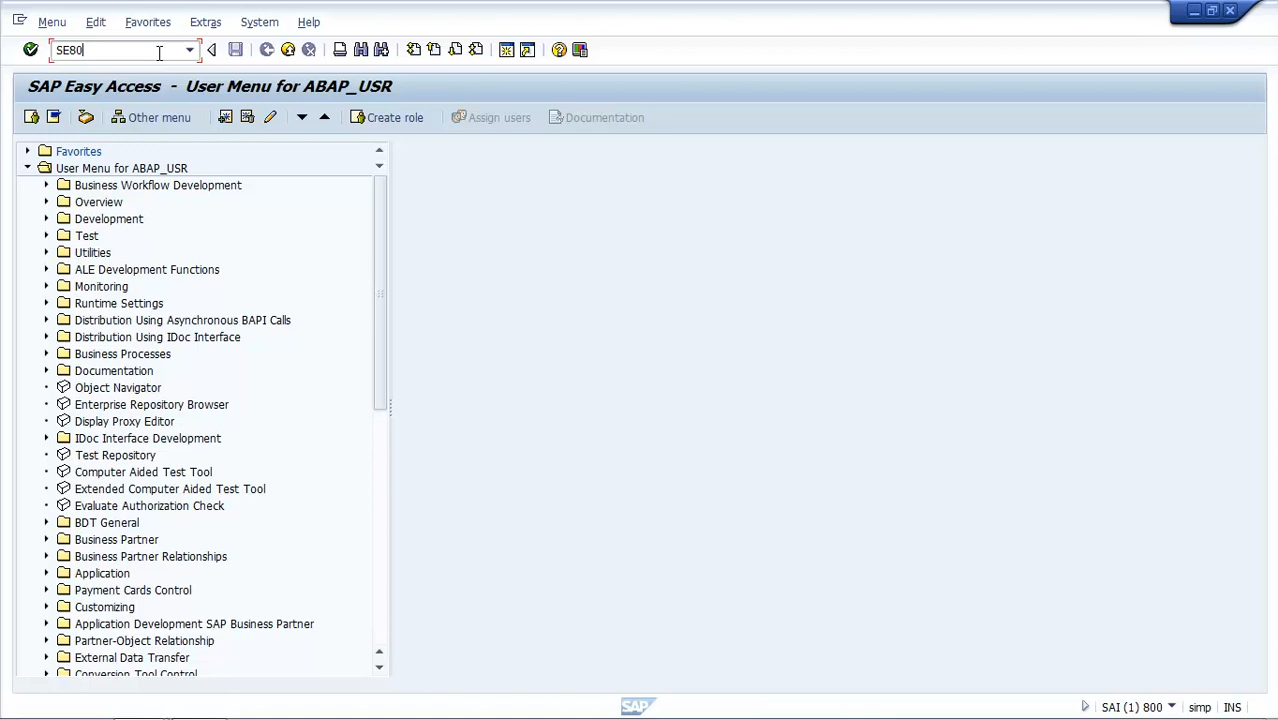 Menu Edit Favorites Extras System Help
SE80
SAP Easy Access - User Menu for ABAP_USR
Other menu Create role Assign users Documentation
Favorites
User Menu for ABAP_USR
Business Workflow Development
Overview
Development
Test
Utilities
ALE Development Functions
Monitoring
Runtime Settings
Distribution Using Asynchronous BAPI Calls
Distribution Using IDoc Interface
Business Processes
Documentation
Object Navigator
Enterprise Repository Browser
Display Proxy Editor
IDoc Interface Development
Test Repository
Computer Aided Test Tool
Extended Computer Aided Test Tool
Evaluate Authorization Check
BDT General
Business Partner
Business Partner Relationships
Application
Payment Cards Control
Customizing
Application Development SAP Business Partner
Partner-Object Relationship
External Data Transfer
Conversion Tool Control
SAP SAI (1) 800 simp INS